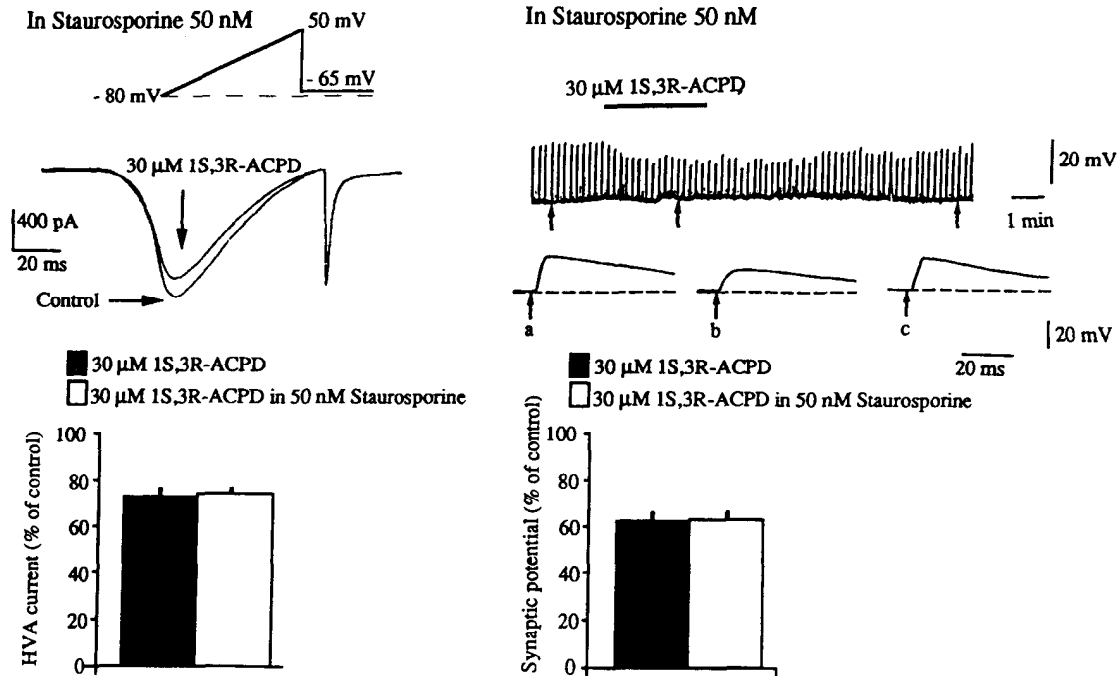 In Staurosporine 50 nM
50 mV
- 65 mV
- 80 mV
30 µM 1S,3R-ACPD
400 pA
20 ms
Control
30 µM 1S,3R-ACPD
30 µM 1S,3R-ACPD in 50 nM Staurosporine
HVA current (% of control)
100
80
60
40
20
0
In Staurosporine 50 nM
30 µM 1S,3R-ACPD
20 mV
1 min
a
b
c
20 mV
20 ms
30 µM 1S,3R-ACPD
30 µM 1S,3R-ACPD in 50 nM Staurosporine
Synaptic potential (% of control)
100
80
60
40
20
0